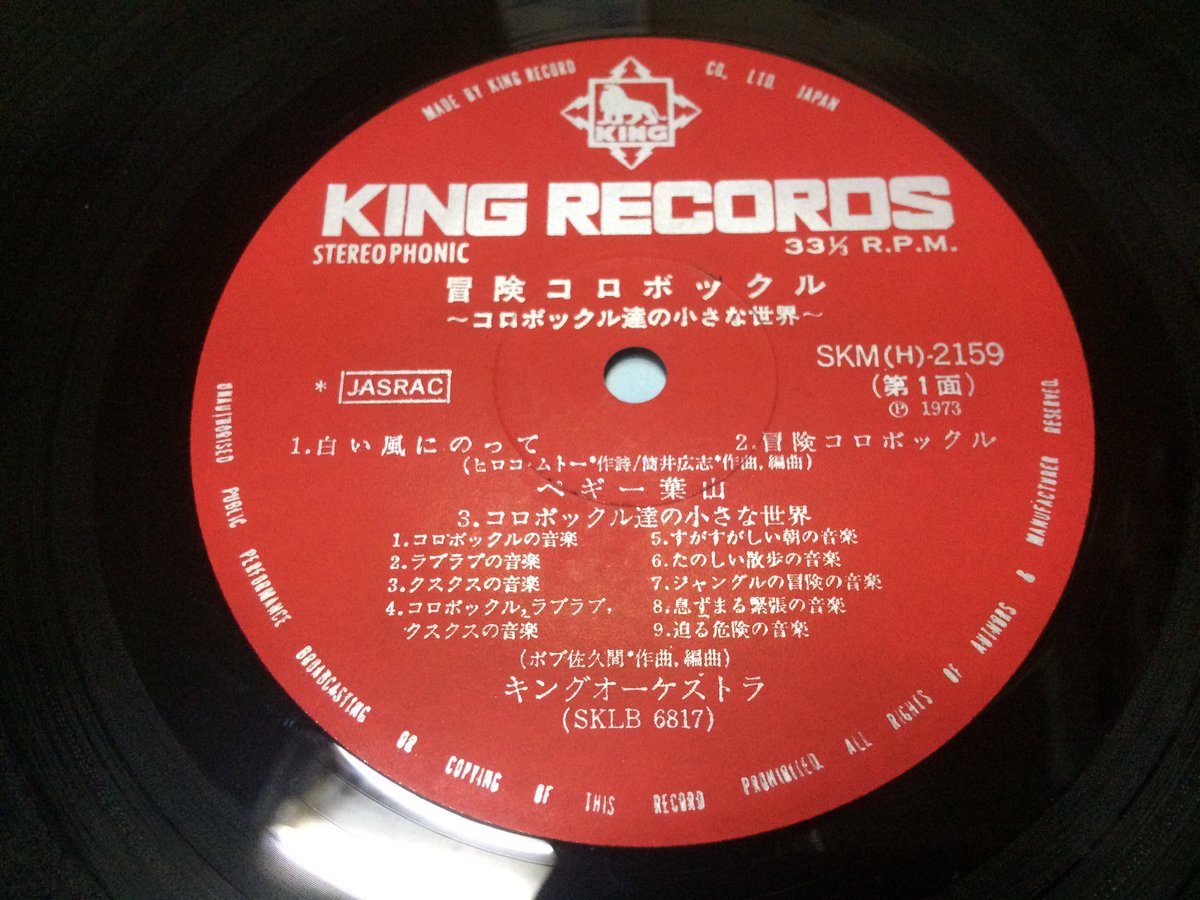 MADE BY KING RECORD CO., LTD. JAPAN
KING
KING RECORDS
STEREOPHONIC
33⅓ R.P.M.
冒険コロボックル
～コロボックル達の小さな世界～
SKM(H)-2159
(第1面)
Ⓟ 1973
* JASRAC
1.白い風にのって 2.冒険コロボックル
(ヒロコ・ムトー*作詩/筒井広志*作曲,編曲)
ペギー葉山
3.コロボックル達の小さな世界
1.コロボックルの音楽
2.ラブラブの音楽
3.クスクスの音楽
4.コロボックル,ラブラブ,
クスクスの音楽
5.すがすがしい朝の音楽
6.たのしい散歩の音楽
7.ジャングルの冒険の音楽
8.息ずまる緊張の音楽
9.迫る危険の音楽
(ボブ佐久間*作曲,編曲)
キングオーケストラ
(SKLB 6817)
UNAUTHORISED PUBLIC PERFORMANCE BROADCASTING OR COPYING OF THIS RECORD PROHIBITED. ALL RIGHTS OF AUTHORS & MANUFACTURER RESERVED.